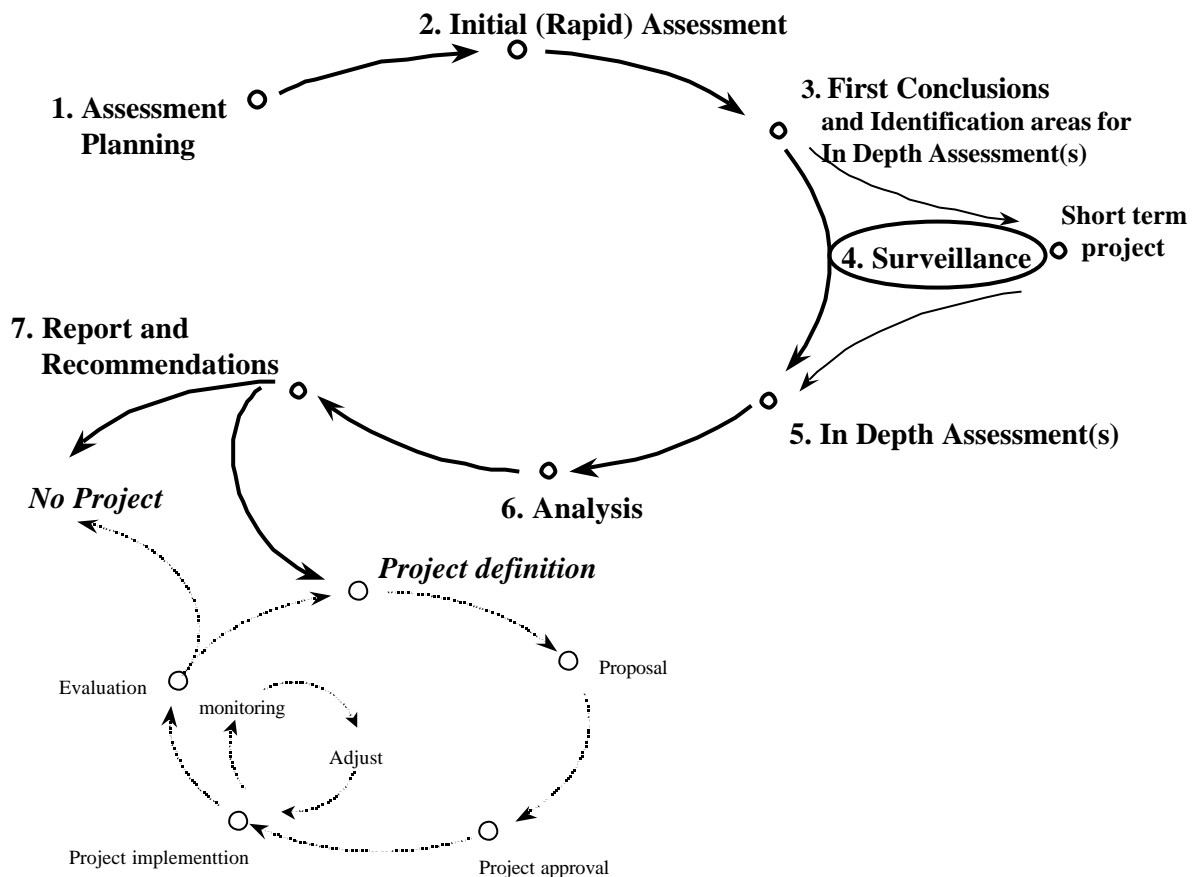 2. Initial (Rapid) Assessment
1. Assessment
Planning
3. First Conclusions
and Identification areas for
In Depth Assessment(s)
Short term
project
4. Surveillance
7. Report and
Recommendations
5. In Depth Assessment(s)
No Project
6. Analysis
Project definition
Proposal
Evaluation
monitoring
Adjust
Project implementtion
Project approval